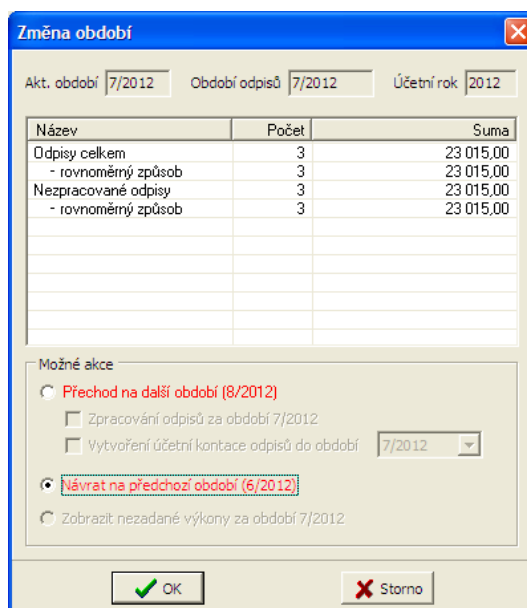 Změna období
Akt. období 7/2012 Období odpisů 7/2012 Účetní rok 2012
Název Počet Suma
Odpisy celkem 3 23 015,00
- rovnoměrný způsob 3 23 015,00
Nezpracované odpisy 3 23 015,00
- rovnoměrný způsob 3 23 015,00
Možné akce
Přechod na další období (8/2012)
Zpracování odpisů za období 7/2012
Vytvoření účetní kontace odpisů do období 7/2012
Návrat na předchozí období (6/2012)
Zobrazit nezadané výkony za období 7/2012
OK Storno